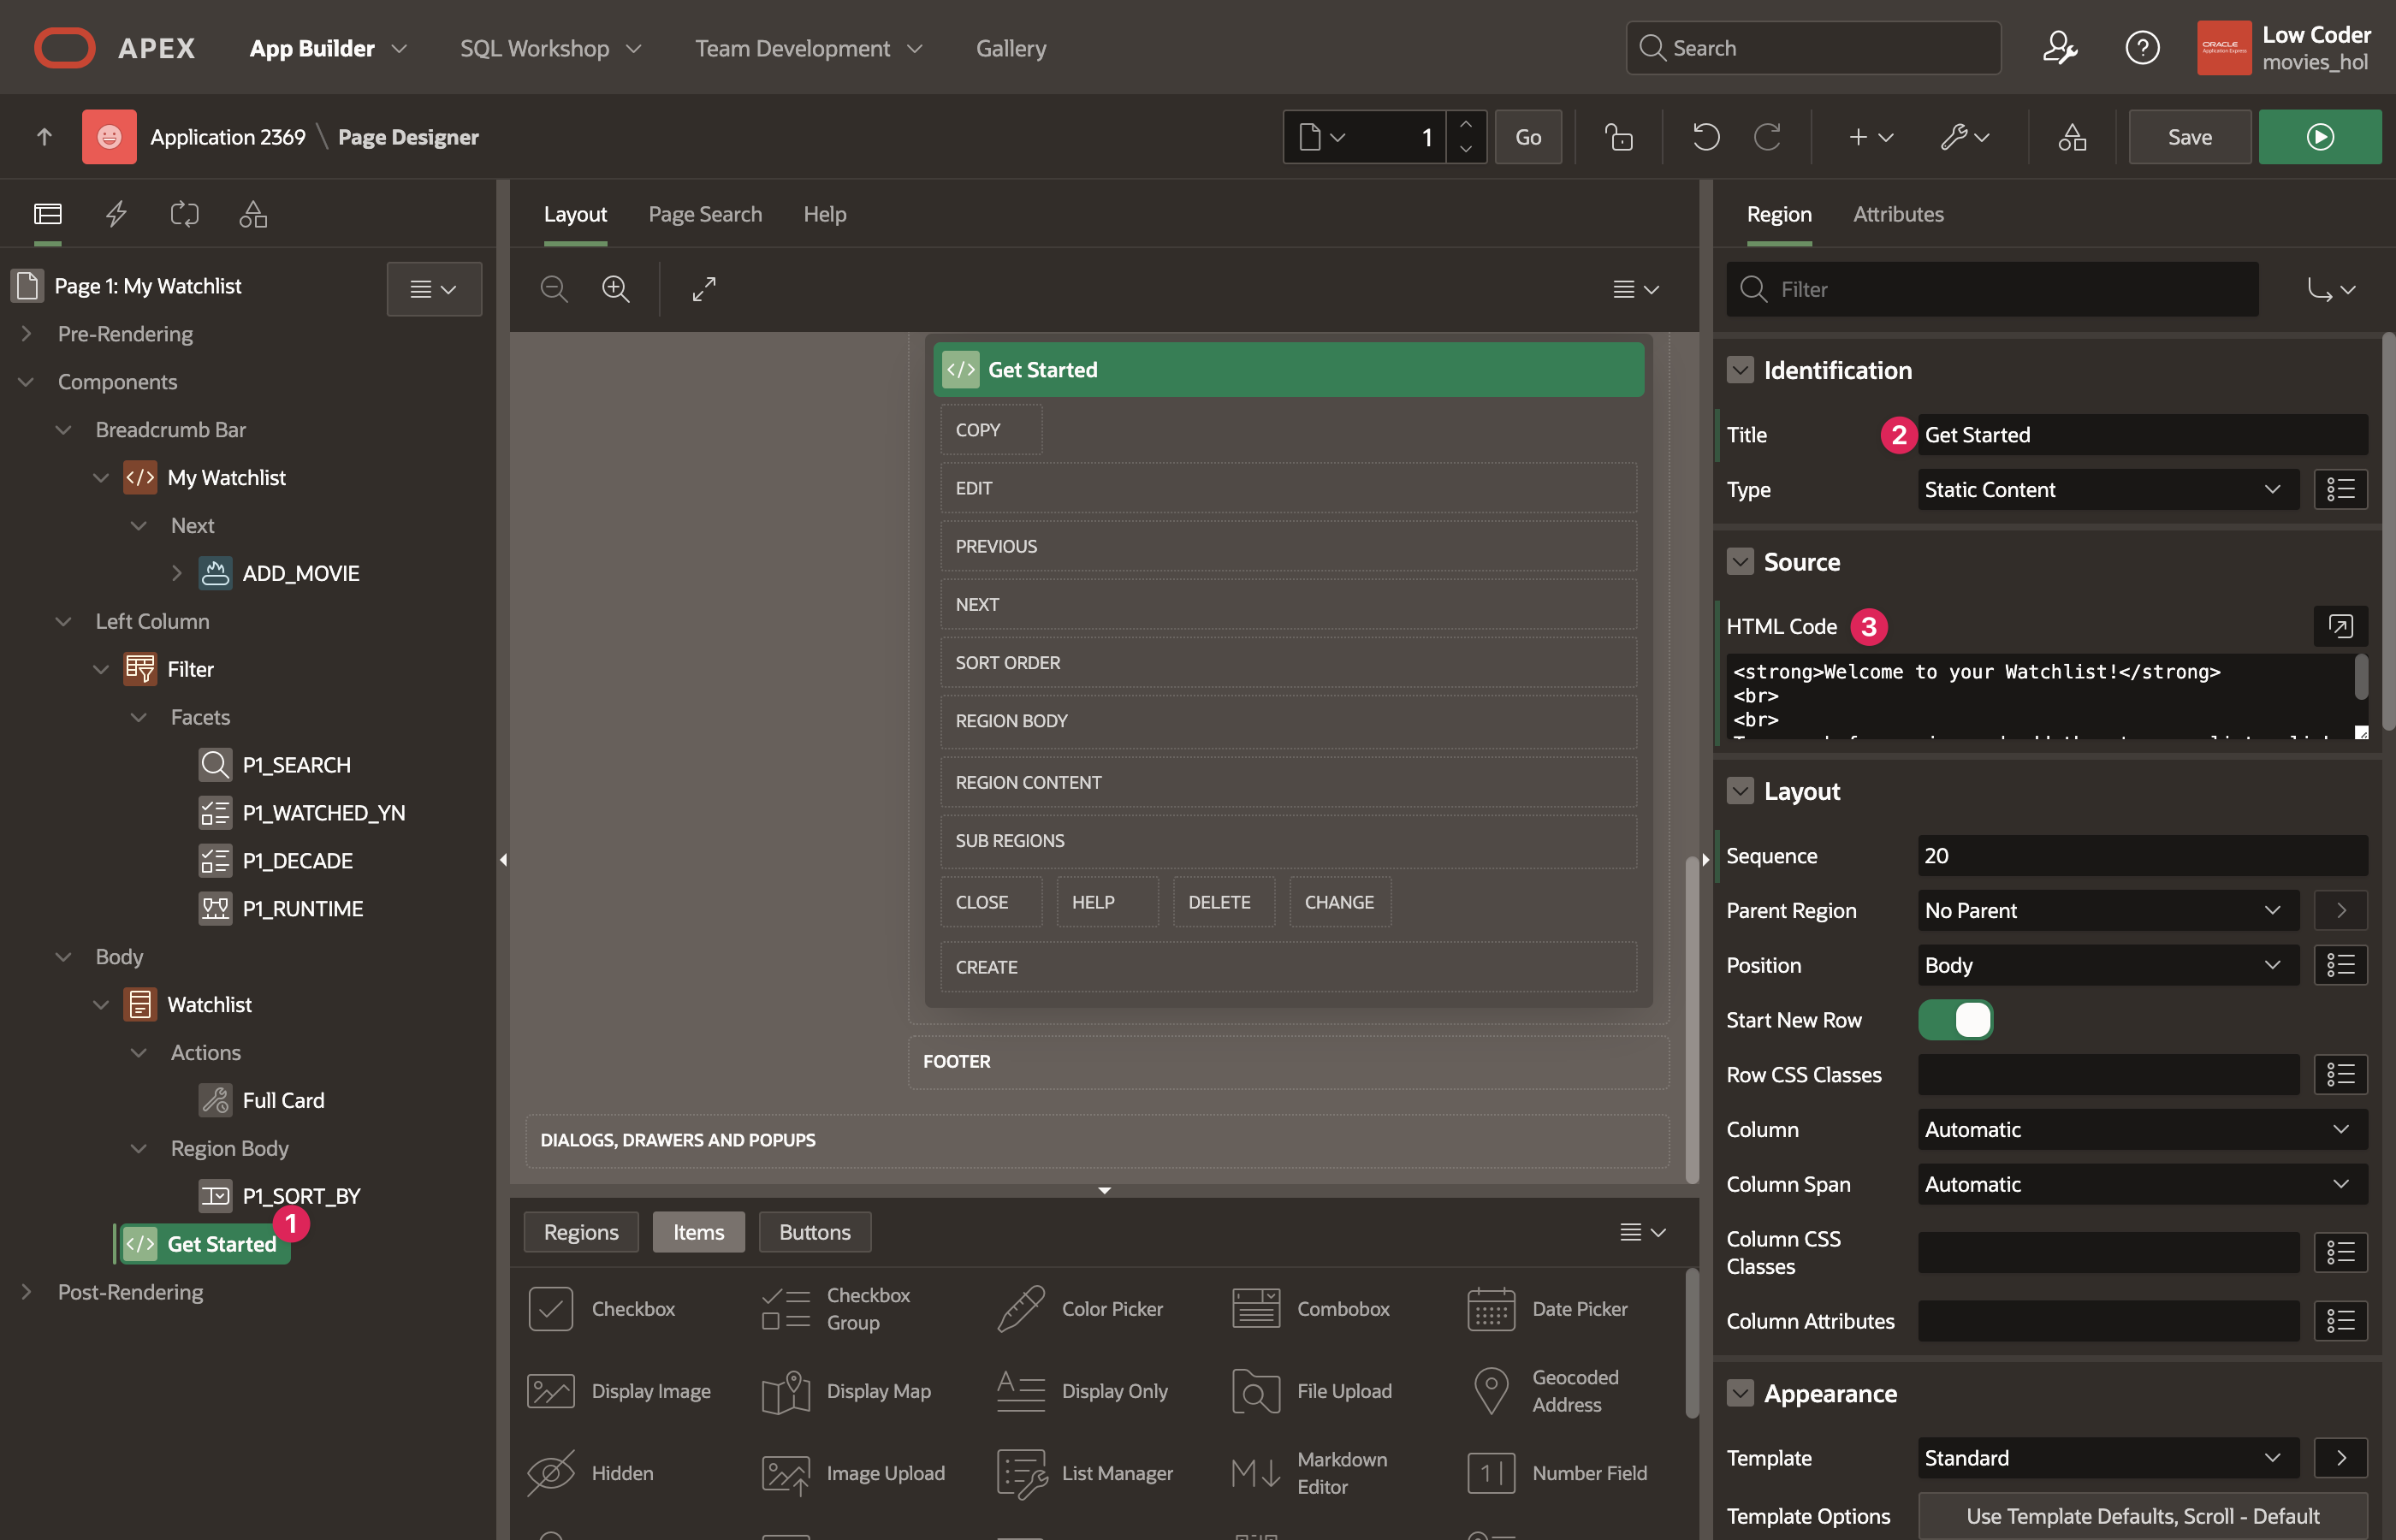 APEX
App Builder
SQL Workshop
Team Development
Gallery
Search
ORACLE
Low Coder
movies_hol
Application 2369 \ Page Designer
1
Go
Save
Page 1: My Watchlist
Pre-Rendering
Components
Breadcrumb Bar
</> My Watchlist
Next
ADD_MOVIE
Left Column
Filter
Facets
P1_SEARCH
P1_WATCHED_YN
P1_DECADE
P1_RUNTIME
Body
Watchlist
Actions
Full Card
Region Body
P1_SORT_BY
1
</> Get Started
Post-Rendering
Layout
Page Search
Help
</> Get Started
COPY
EDIT
PREVIOUS
NEXT
SORT ORDER
REGION BODY
REGION CONTENT
SUB REGIONS
CLOSE
HELP
DELETE
CHANGE
CREATE
FOOTER
DIALOGS, DRAWERS AND POPUPS
Regions
Items
Buttons
Checkbox
Checkbox
Group
Color Picker
Combobox
Date Picker
Display Image
Display Map
Display Only
File Upload
Geocoded
Address
Hidden
Image Upload
List Manager
Markdown
Editor
Number Field
Region
Attributes
Filter
Identification
Title
2
Get Started
Type
Static Content
Source
HTML Code
3
<strong>Welcome to your Watchlist!</strong>
<br>
<br>
Layout
Sequence
20
Parent Region
No Parent
Position
Body
Start New Row
Row CSS Classes
Column
Automatic
Column Span
Automatic
Column CSS
Classes
Column Attributes
Appearance
Template
Standard
Template Options
Use Template Defaults, Scroll - Default